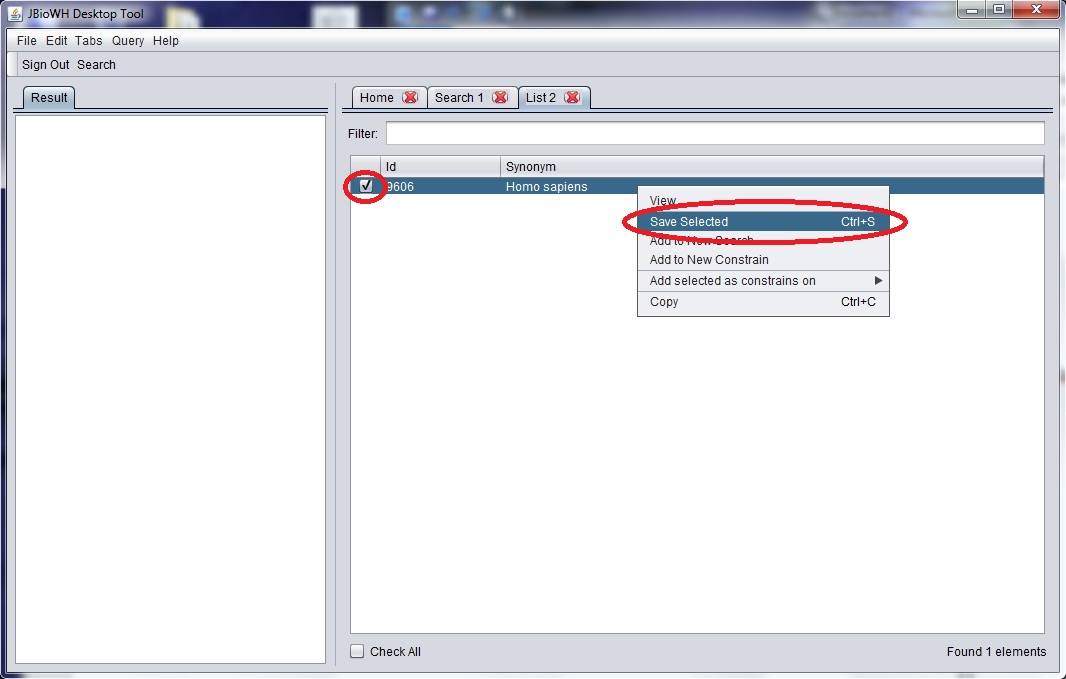 JBioWH Desktop Tool
File Edit Tabs Query Help
Sign Out Search
Result
Home Search 1 List 2
Filter:
Id Synonym
9606 Homo sapiens
View
Save Selected Ctrl+S
Add to New Search
Add to New Constrain
Add selected as constrains on
Copy Ctrl+C
Check All Found 1 elements